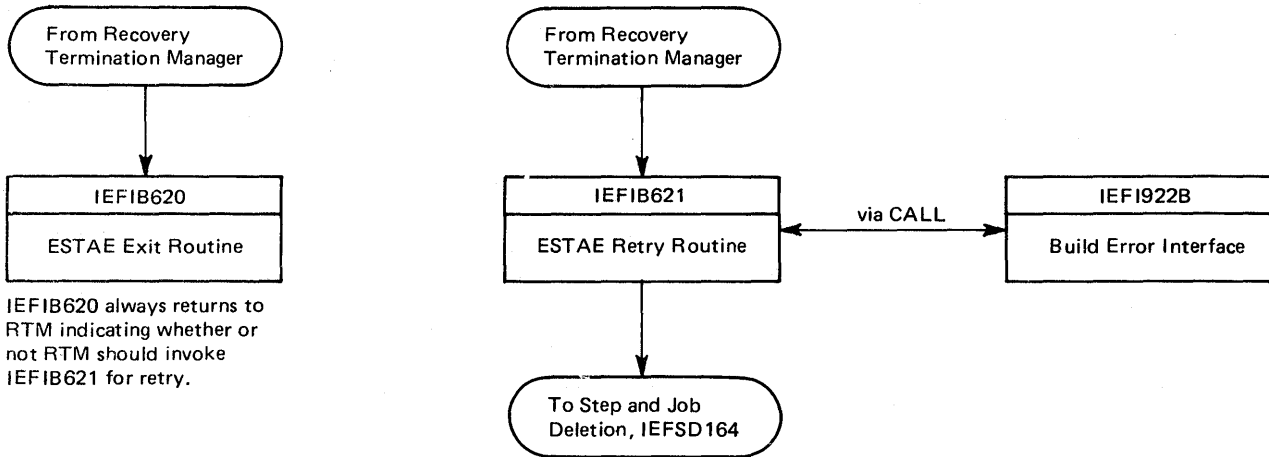 From Recovery
Termination Manager
IEFIB620
ESTAE Exit Routine
IEFIB620 always returns to
RTM indicating whether or
not RTM should invoke
IEFIB621 for retry.
From Recovery
Termination Manager
IEFIB621
ESTAE Retry Routine
via CALL
IEFI922B
Build Error Interface
To Step and Job
Deletion, IEFSD164